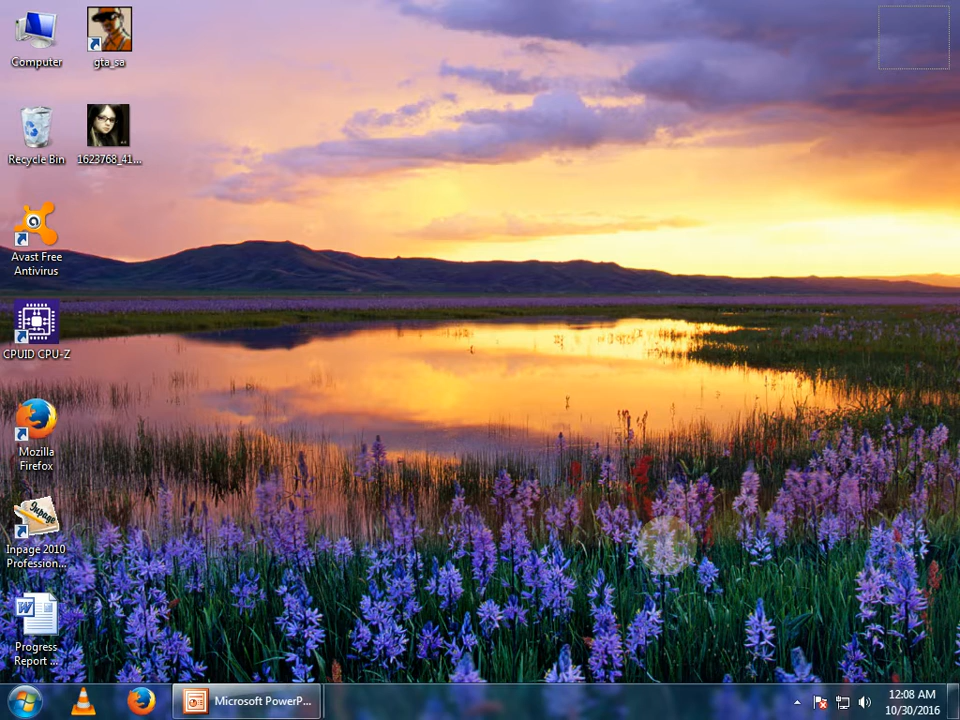 Computer
gta_sa
Recycle Bin
1623768_41...
Avast Free
Antivirus
CPUID CPU-Z
Mozilla
Firefox
Inpage
Inpage 2010
Profession...
W
Progress
Report ...
Microsoft PowerP...
12:08 AM
10/30/2016